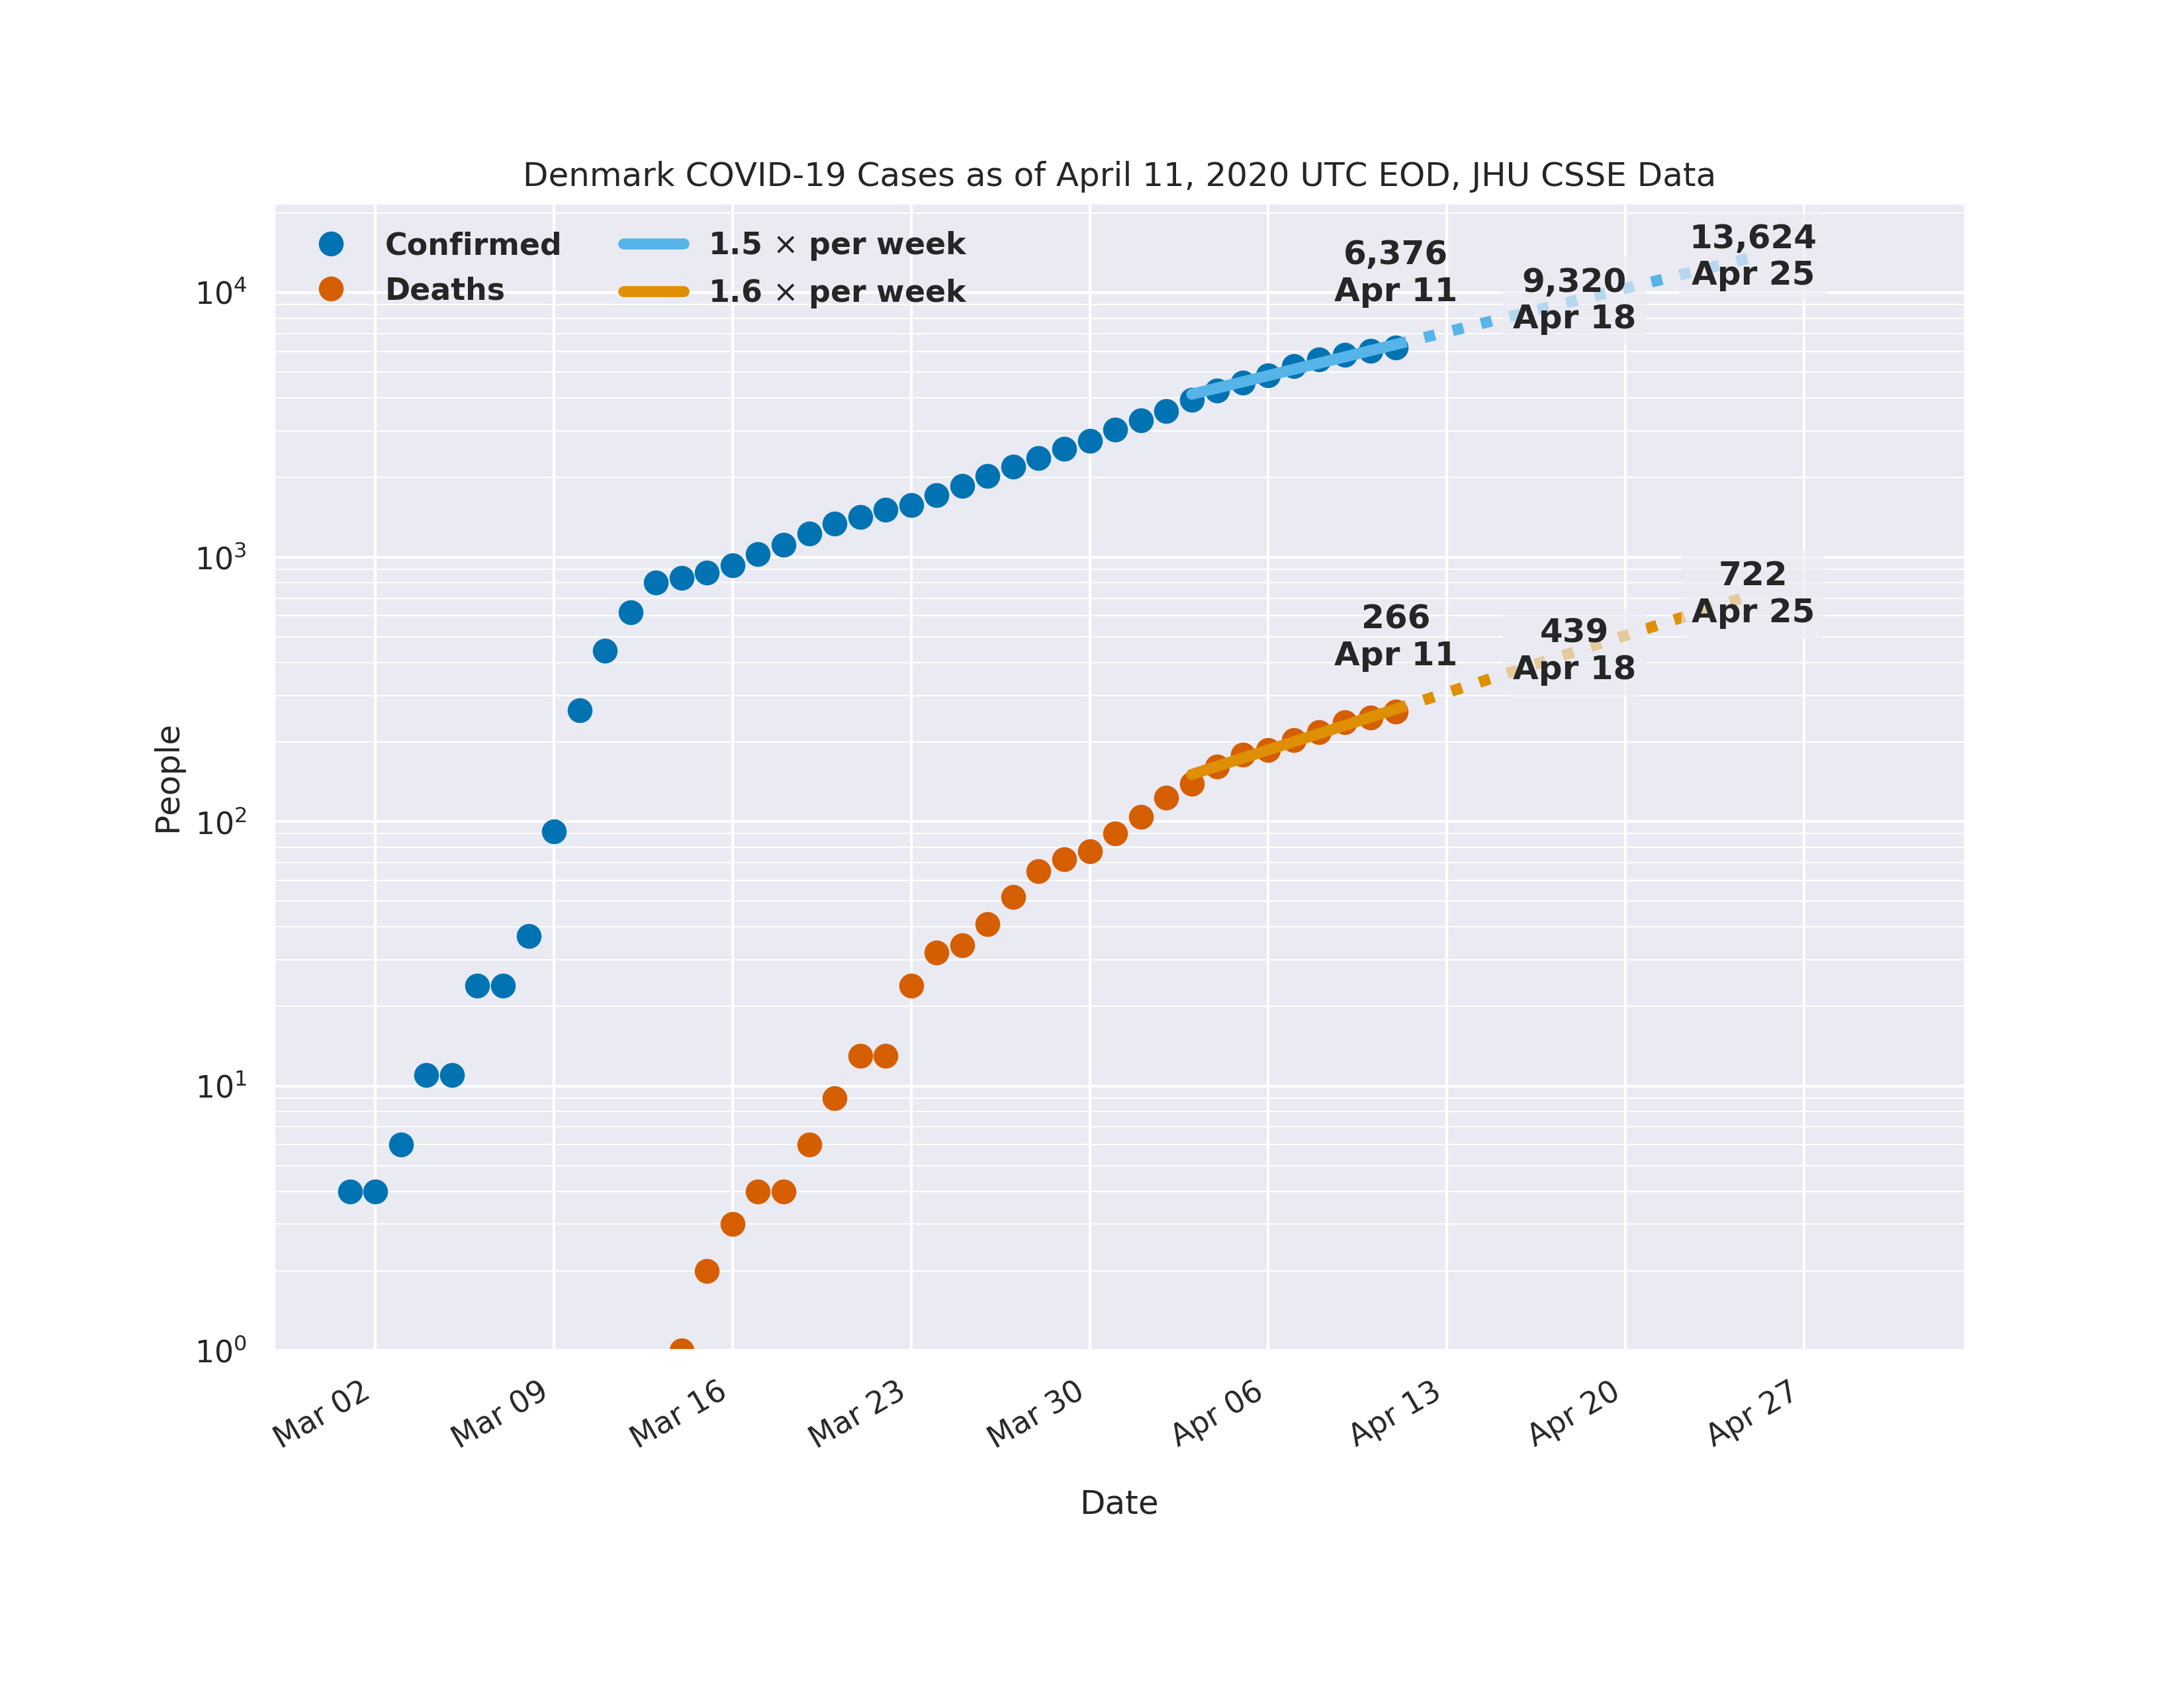 Denmark COVID-19 Cases as of April 11, 2020 UTC EOD, JHU CSSE Data
Confirmed
Deaths
1.5 × per week
1.6 × per week
6,376
Apr 11
9,320
Apr 18
13,624
Apr 25
266
Apr 11
439
Apr 18
722
Apr 25
People
10⁴
10³
10²
10¹
10⁰
Mar 02
Mar 09
Mar 16
Mar 23
Mar 30
Apr 06
Apr 13
Apr 20
Apr 27
Date